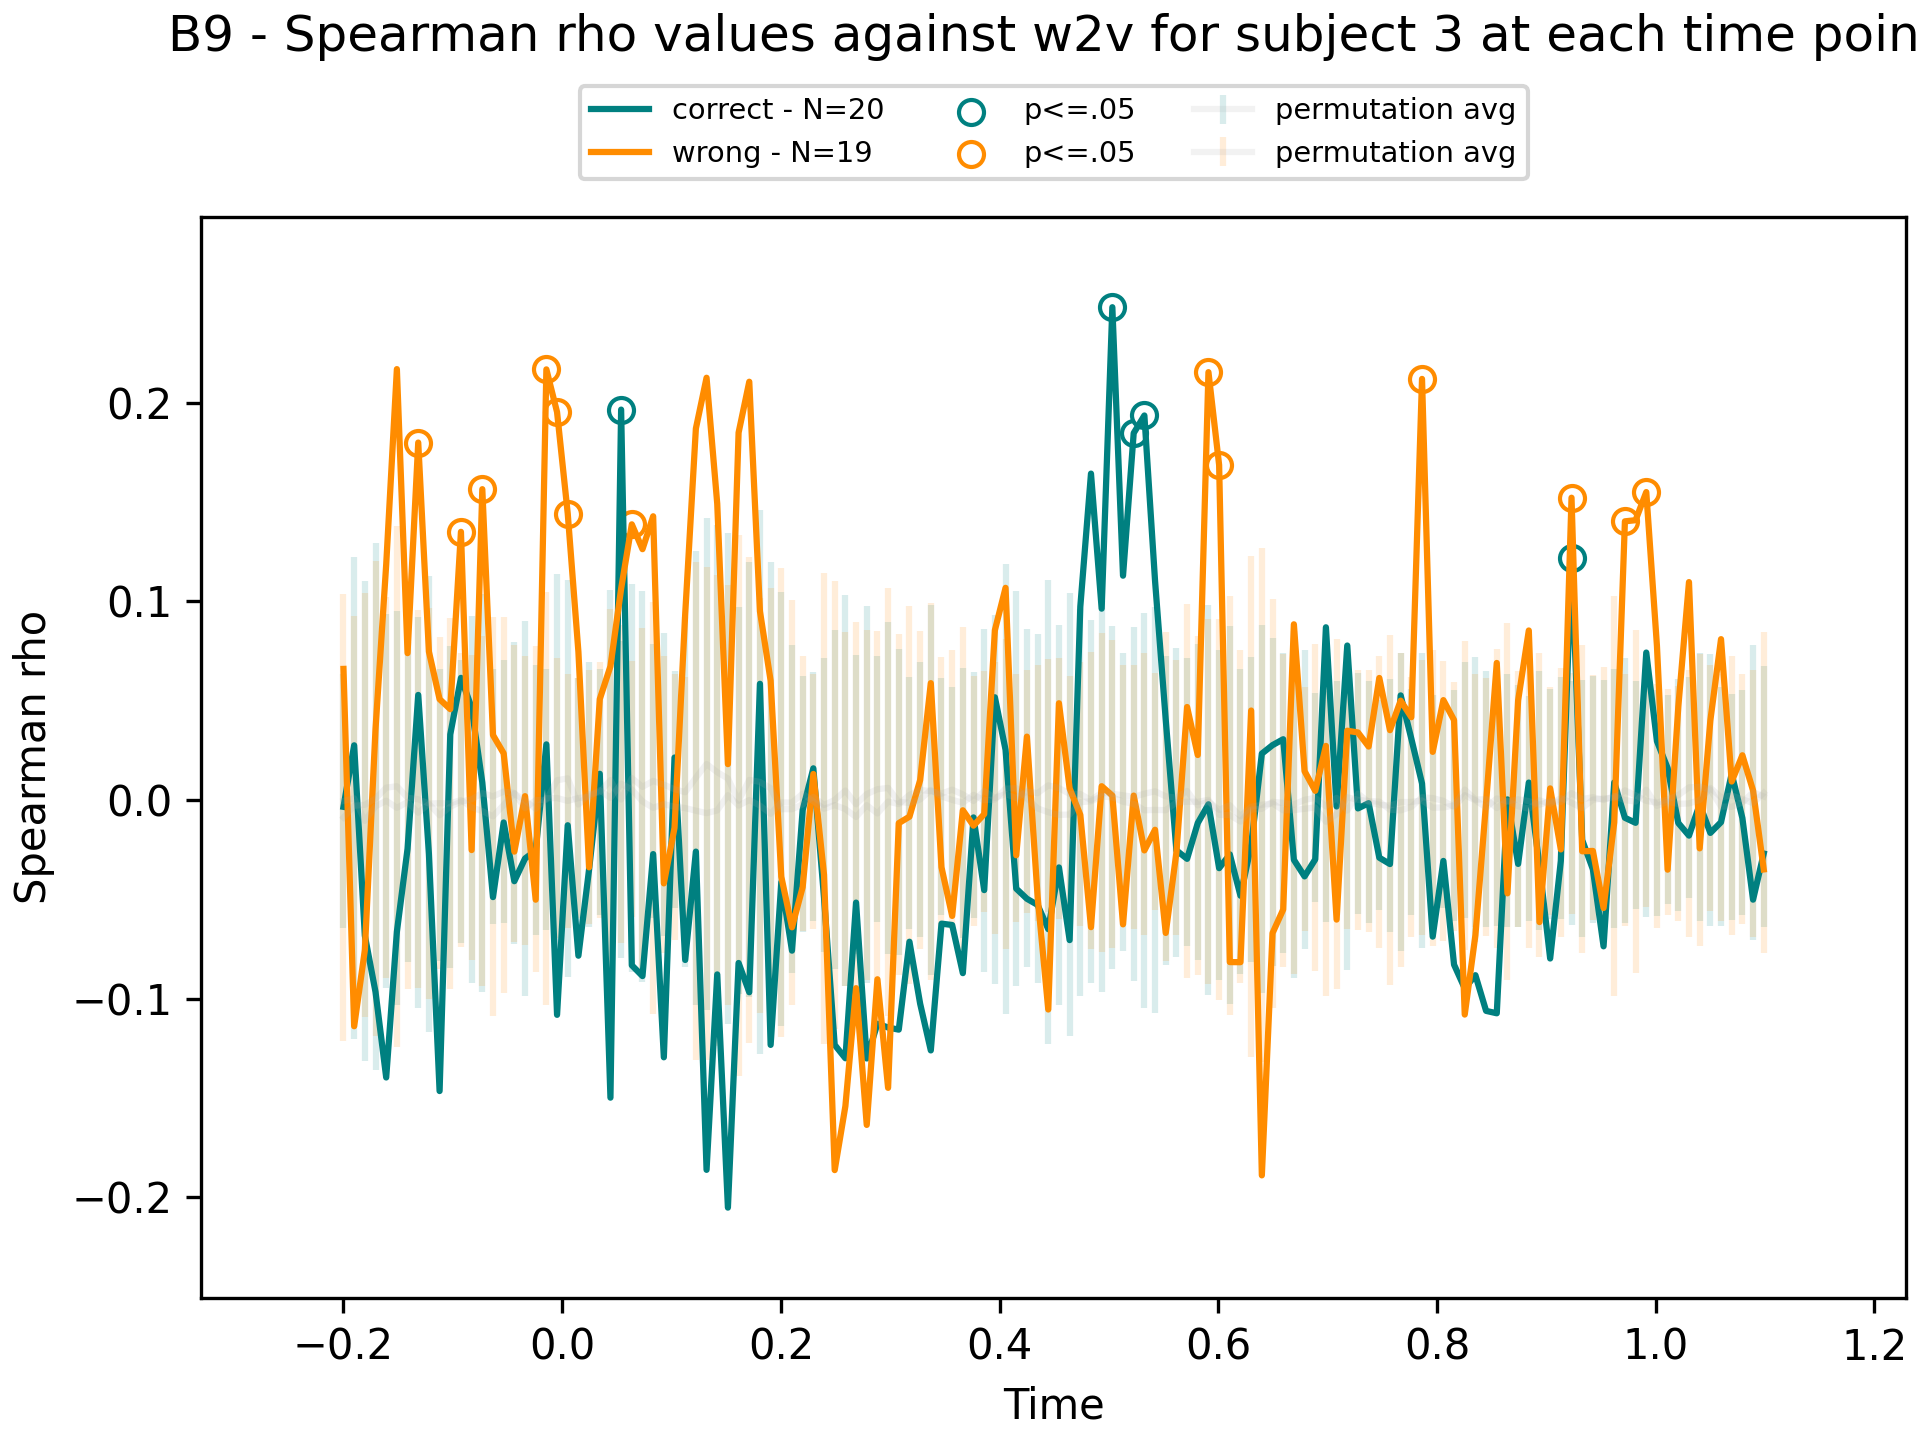 B9 - Spearman rho values against w2v for subject 3 at each time poin
correct - N=20 p<=.05 permutation avg
wrong - N=19 p<=.05 permutation avg
Spearman rho
0.2
0.1
0.0
−0.1
−0.2
−0.2 0.0 0.2 0.4 0.6 0.8 1.0 1.2
Time